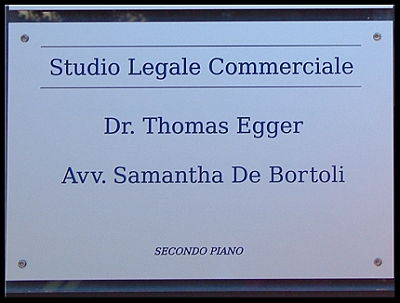 Studio Legale Commerciale
Dr. Thomas Egger
Avv. Samantha De Bortoli
SECONDO PIANO